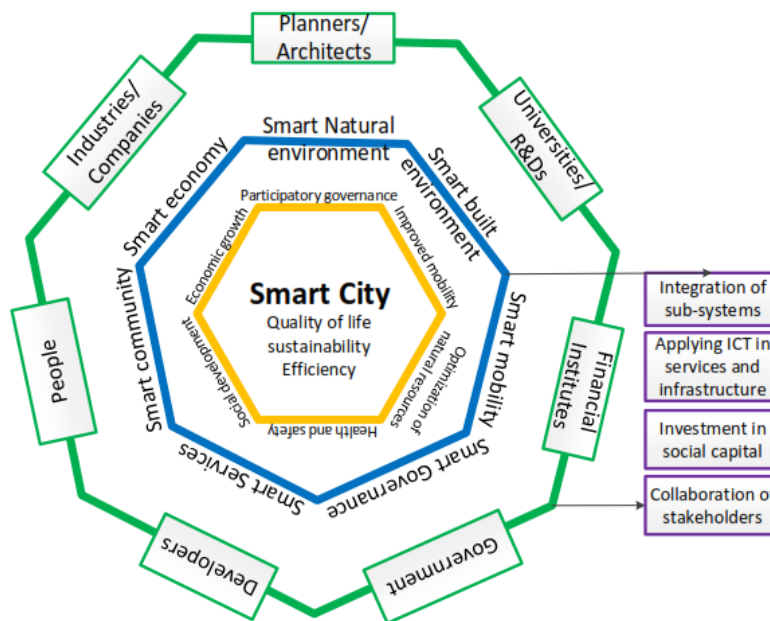 Planners/
Architects
Universities/
R&Ds
Financial
Institutes
Government
Developers
People
Industries/
Companies
Smart Natural
environment
Smart built
environment
Smart mobility
Smart Governance
Smart Services
Smart community
Smart economy
Participatory governance
Improved mobility
Optimization of
natural resources
Health and safety
Social development
Economic growth
Smart City
Quality of life
sustainability
Efficiency
Integration of
sub-systems
Applying ICT in
services and
infrastructure
Investment in
social capital
Collaboration of
stakeholders